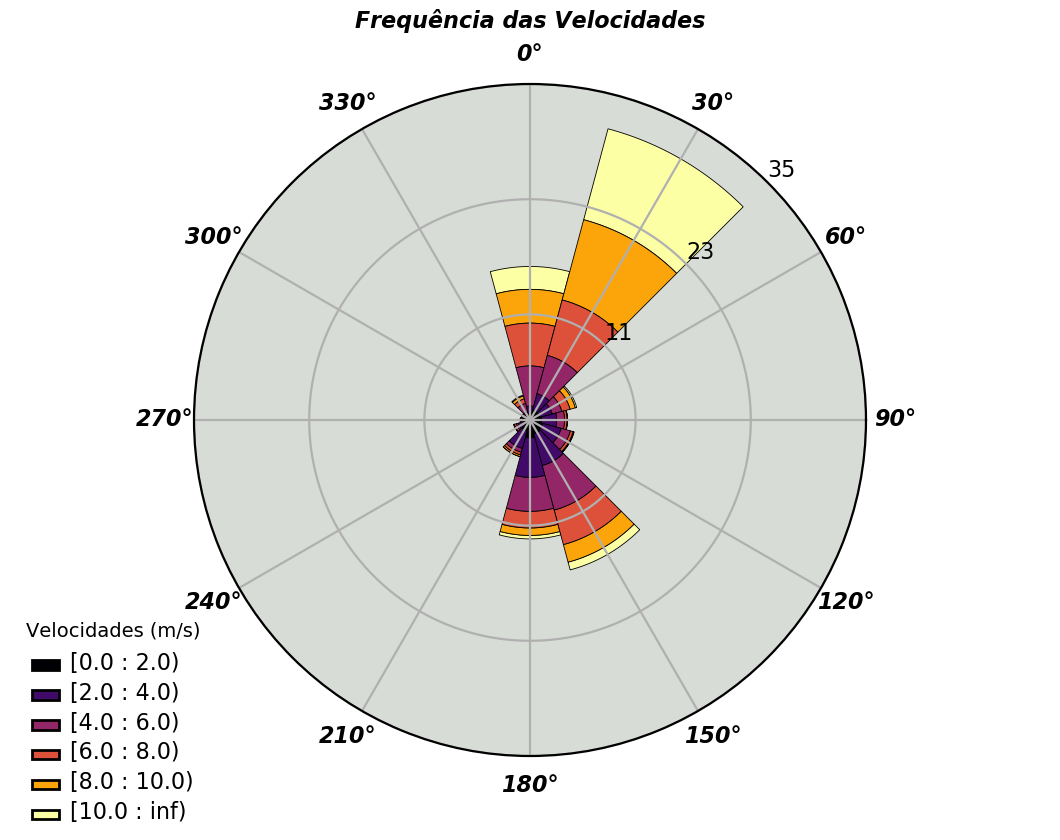 Frequência das Velocidades
0°
330°
30°
35
300°
60°
23
11
270°
90°
240°
120°
210°
150°
180°
Velocidades (m/s)
[0.0 : 2.0)
[2.0 : 4.0)
[4.0 : 6.0)
[6.0 : 8.0)
[8.0 : 10.0)
[10.0 : inf)